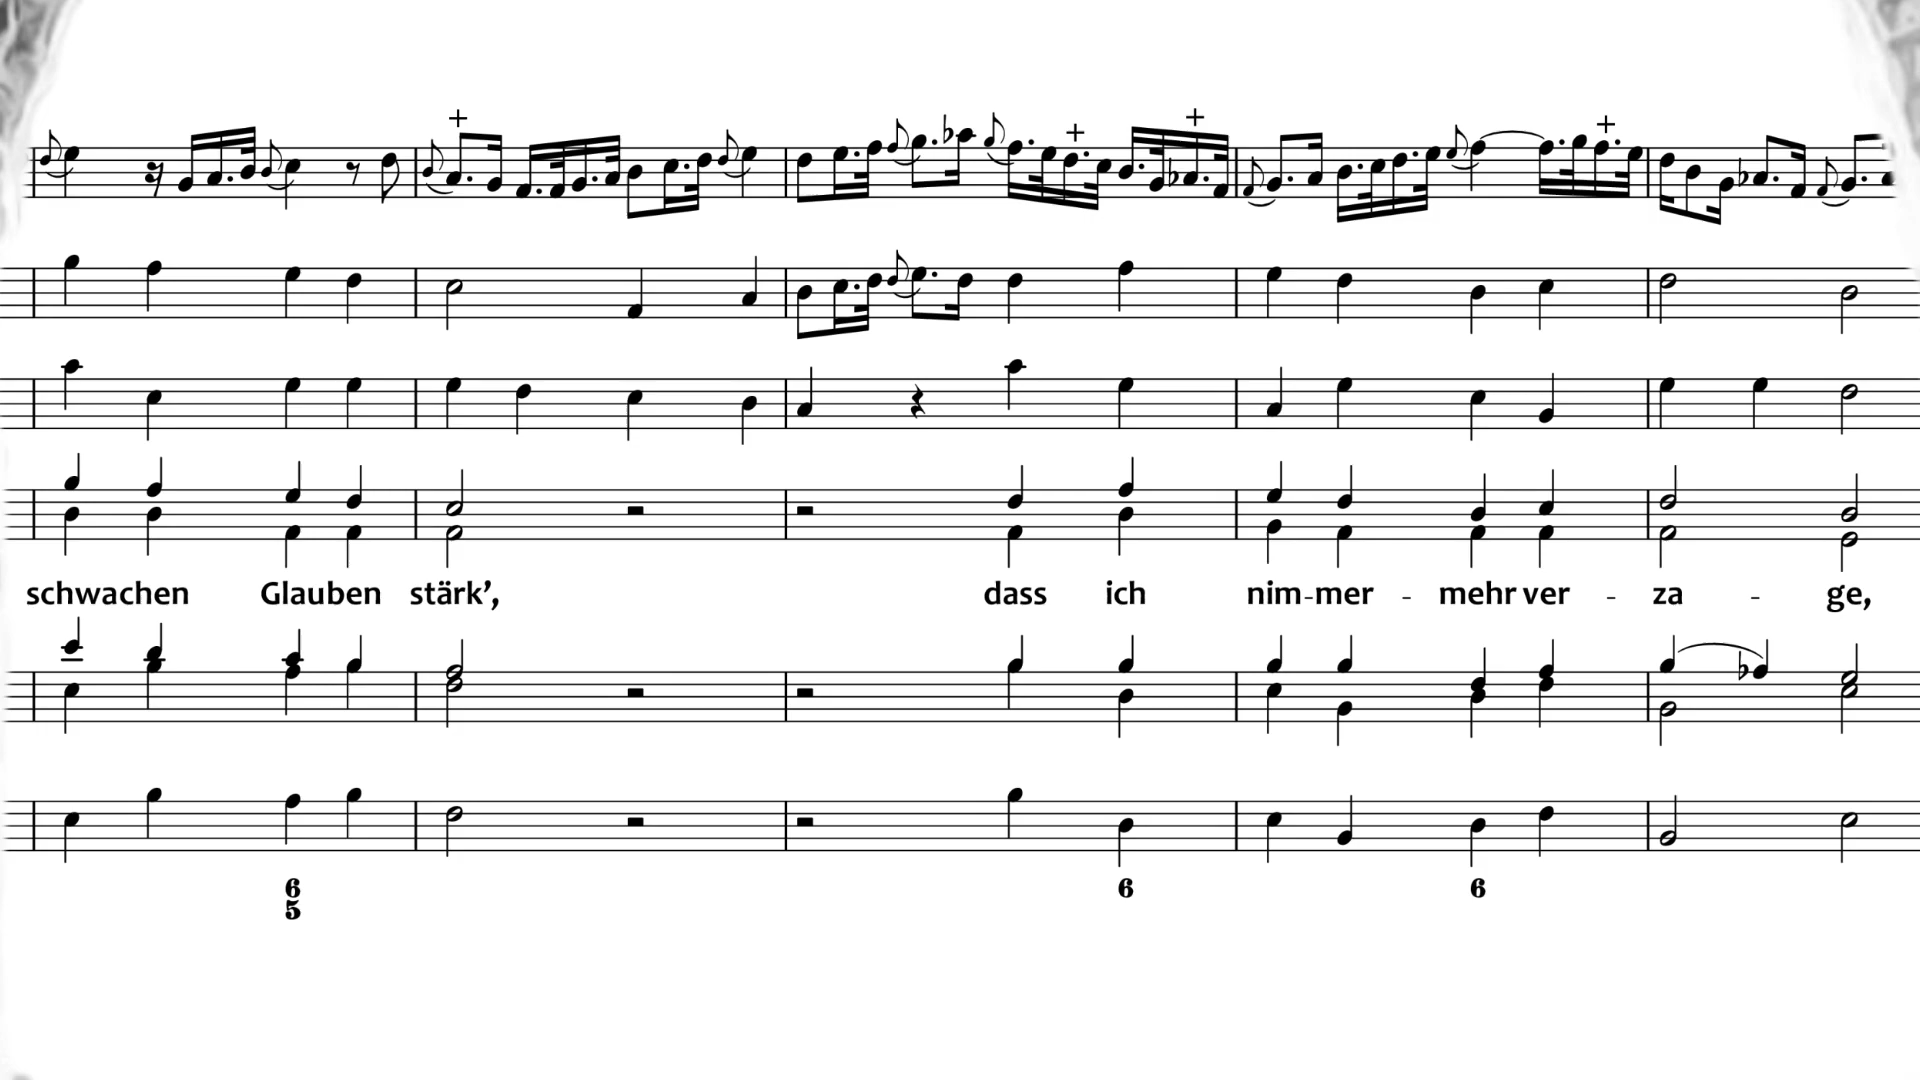 schwachen Glauben stärk’, dass ich nim-mer - mehr ver - za - ge,
6 6 6
5